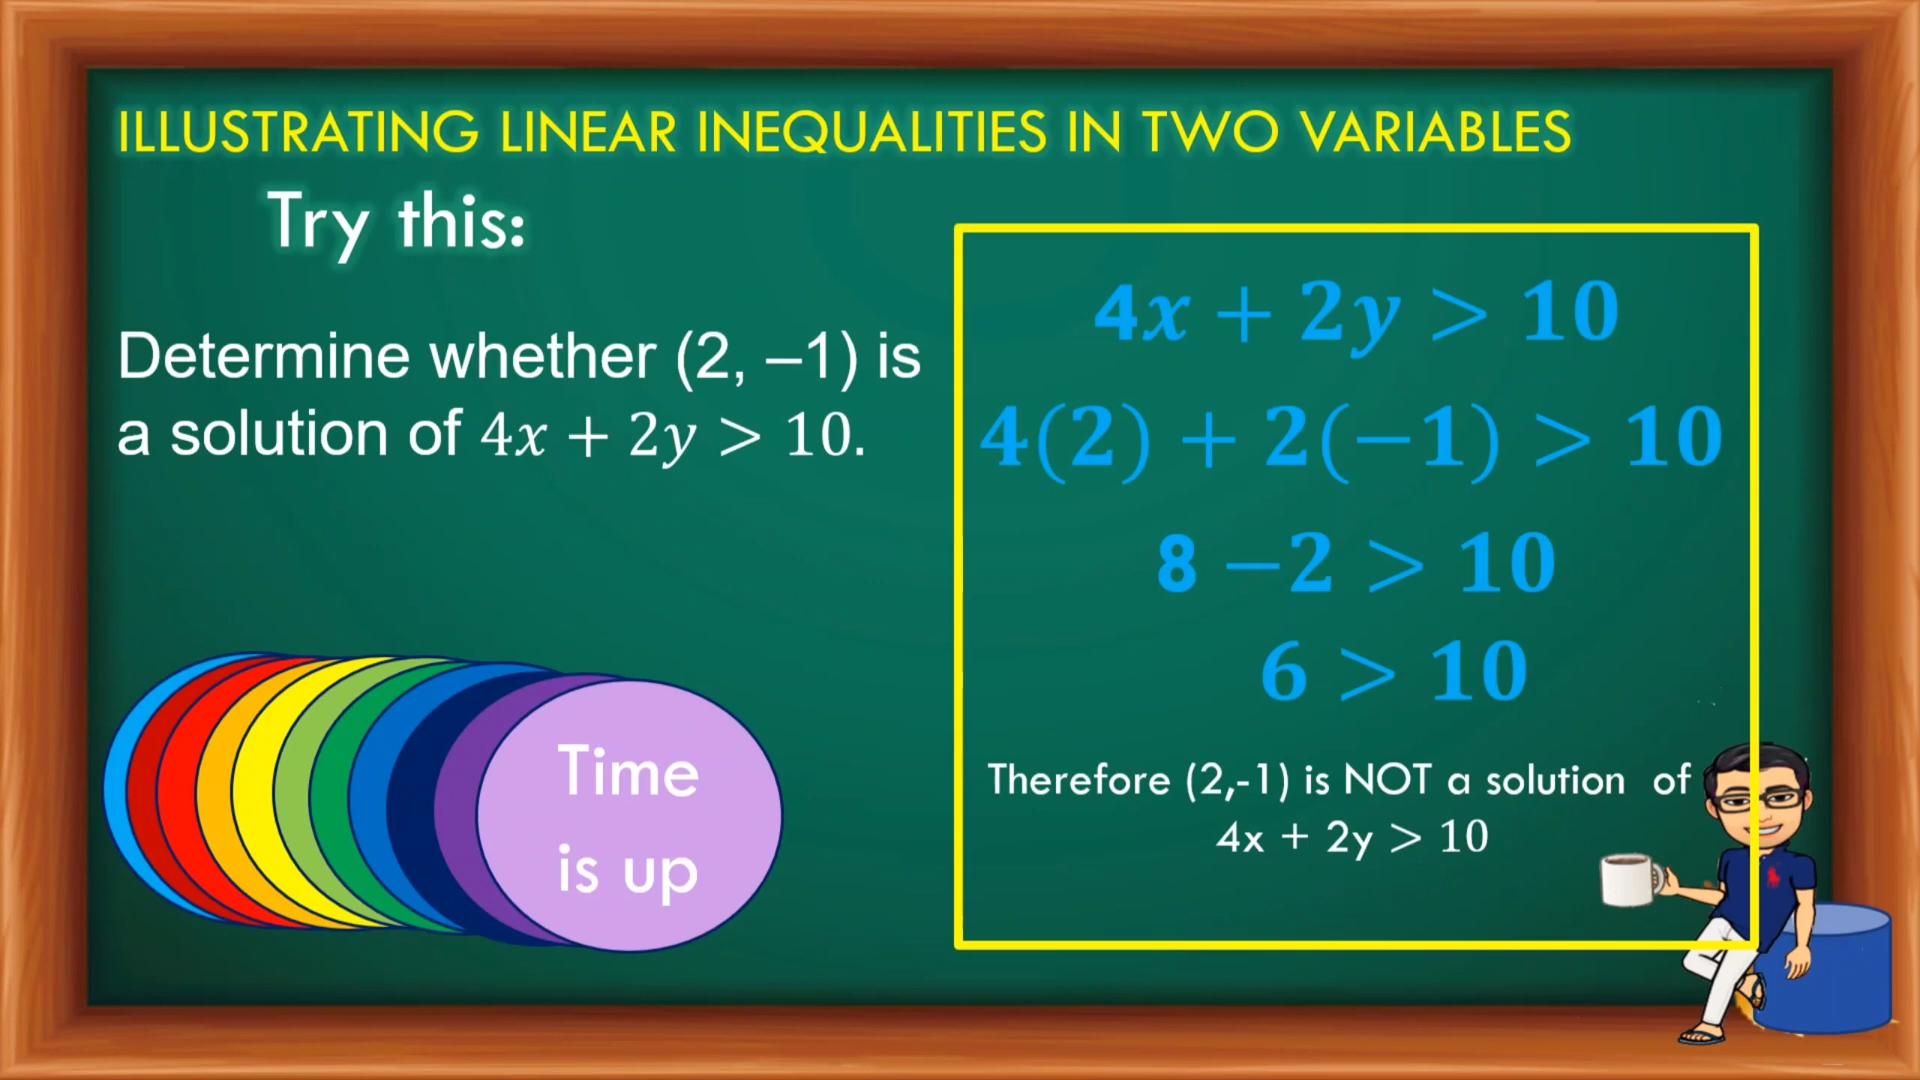 ILLUSTRATING LINEAR INEQUALITIES IN TWO VARIABLES
Try this:
Determine whether (2, –1) is
a solution of 4x + 2y > 10.
Time
is up
4x + 2y > 10
4(2) + 2(−1) > 10
8 −2 > 10
6 > 10
Therefore (2,-1) is NOT a solution of
4x + 2y > 10